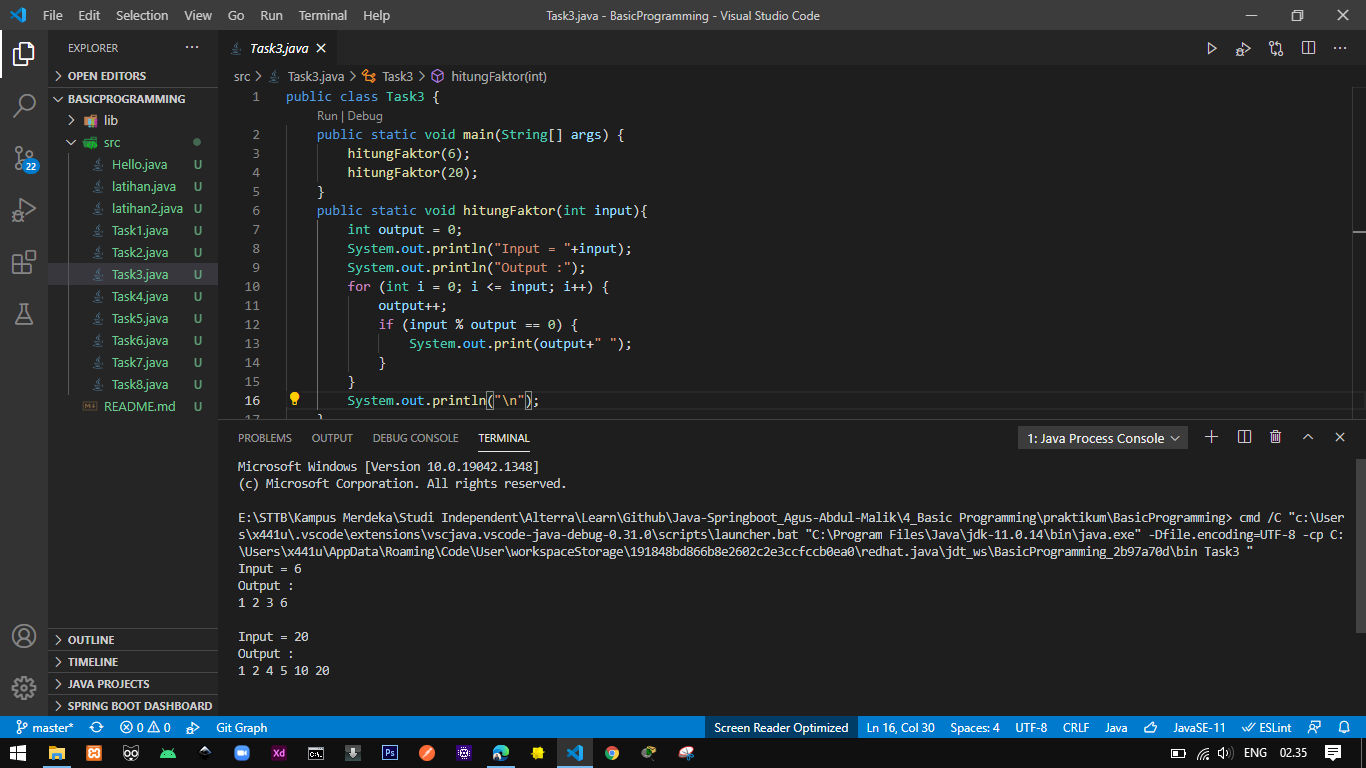 File Edit Selection View Go Run Terminal Help
Task3.java - BasicProgramming - Visual Studio Code
EXPLORER
OPEN EDITORS
BASICPROGRAMMING
lib
src
Hello.java U
latihan.java U
latihan2.java U
Task1.java U
Task2.java U
Task3.java U
Task4.java U
Task5.java U
Task6.java U
Task7.java U
Task8.java U
README.md U
22
OUTLINE
TIMELINE
JAVA PROJECTS
SPRING BOOT DASHBOARD
Task3.java
src > Task3.java > Task3 > hitungFaktor(int)
1 public class Task3 {
Run | Debug
2 public static void main(String[] args) {
3 hitungFaktor(6);
4 hitungFaktor(20);
5 }
6 public static void hitungFaktor(int input){
7 int output = 0;
8 System.out.println("Input = "+input);
9 System.out.println("Output :");
10 for (int i = 0; i <= input; i++) {
11 output++;
12 if (input % output == 0) {
13 System.out.print(output+" ");
14 }
15 }
16 System.out.println("\n");
17 }
PROBLEMS OUTPUT DEBUG CONSOLE TERMINAL
1: Java Process Console
Microsoft Windows [Version 10.0.19042.1348]
(c) Microsoft Corporation. All rights reserved.
E:\STTB\Kampus Merdeka\Studi Independent\Alterra\Learn\Github\Java-Springboot_Agus-Abdul-Malik\4_Basic Programming\praktikum\BasicProgramming> cmd /C "c:\User
s\x441u\.vscode\extensions\vscjava.vscode-java-debug-0.31.0\scripts\launcher.bat "C:\Program Files\Java\jdk-11.0.14\bin\java.exe" -Dfile.encoding=UTF-8 -cp C:
\Users\x441u\AppData\Roaming\Code\User\workspaceStorage\191848bd866b8e2602c2e3ccfccb0ea0\redhat.java\jdt_ws\BasicProgramming_2b97a70d\bin Task3 "
Input = 6
Output :
1 2 3 6
Input = 20
Output :
1 2 4 5 10 20
master* 0 0 Git Graph Screen Reader Optimized Ln 16, Col 30 Spaces: 4 UTF-8 CRLF Java JavaSE-11 ESLint
Xd Ps ENG 02.35